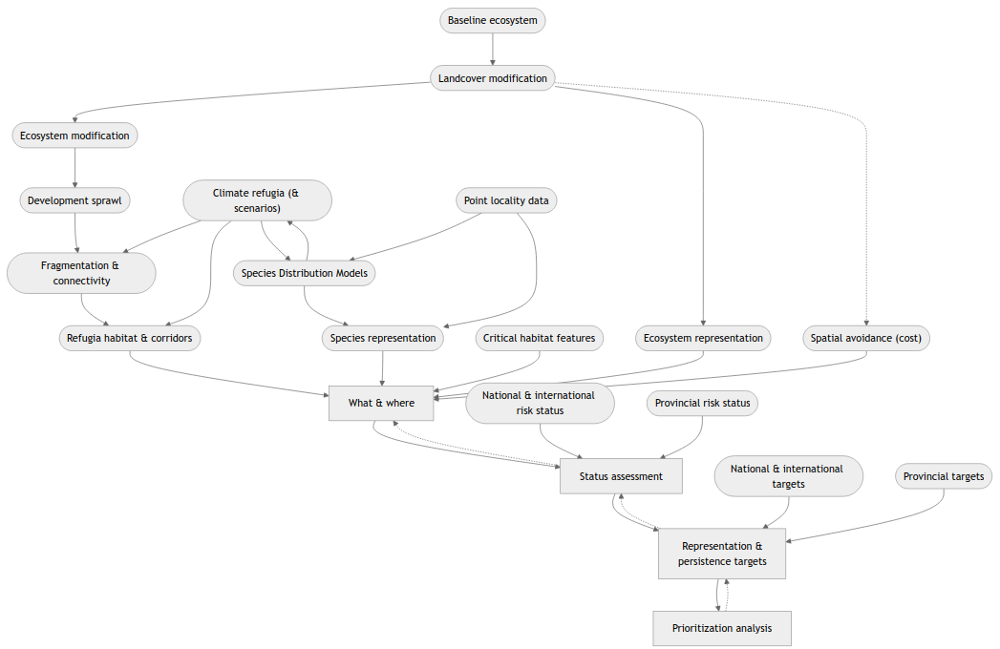 Baseline ecosystem
Landcover modification
Ecosystem modification
Development sprawl
Climate refugia (&
scenarios)
Point locality data
Fragmentation &
connectivity
Species Distribution Models
Refugia habitat & corridors
Species representation
Critical habitat features
Ecosystem representation
Spatial avoidance (cost)
What & where
National & international
risk status
Provincial risk status
Status assessment
National & international
targets
Provincial targets
Representation &
persistence targets
Prioritization analysis